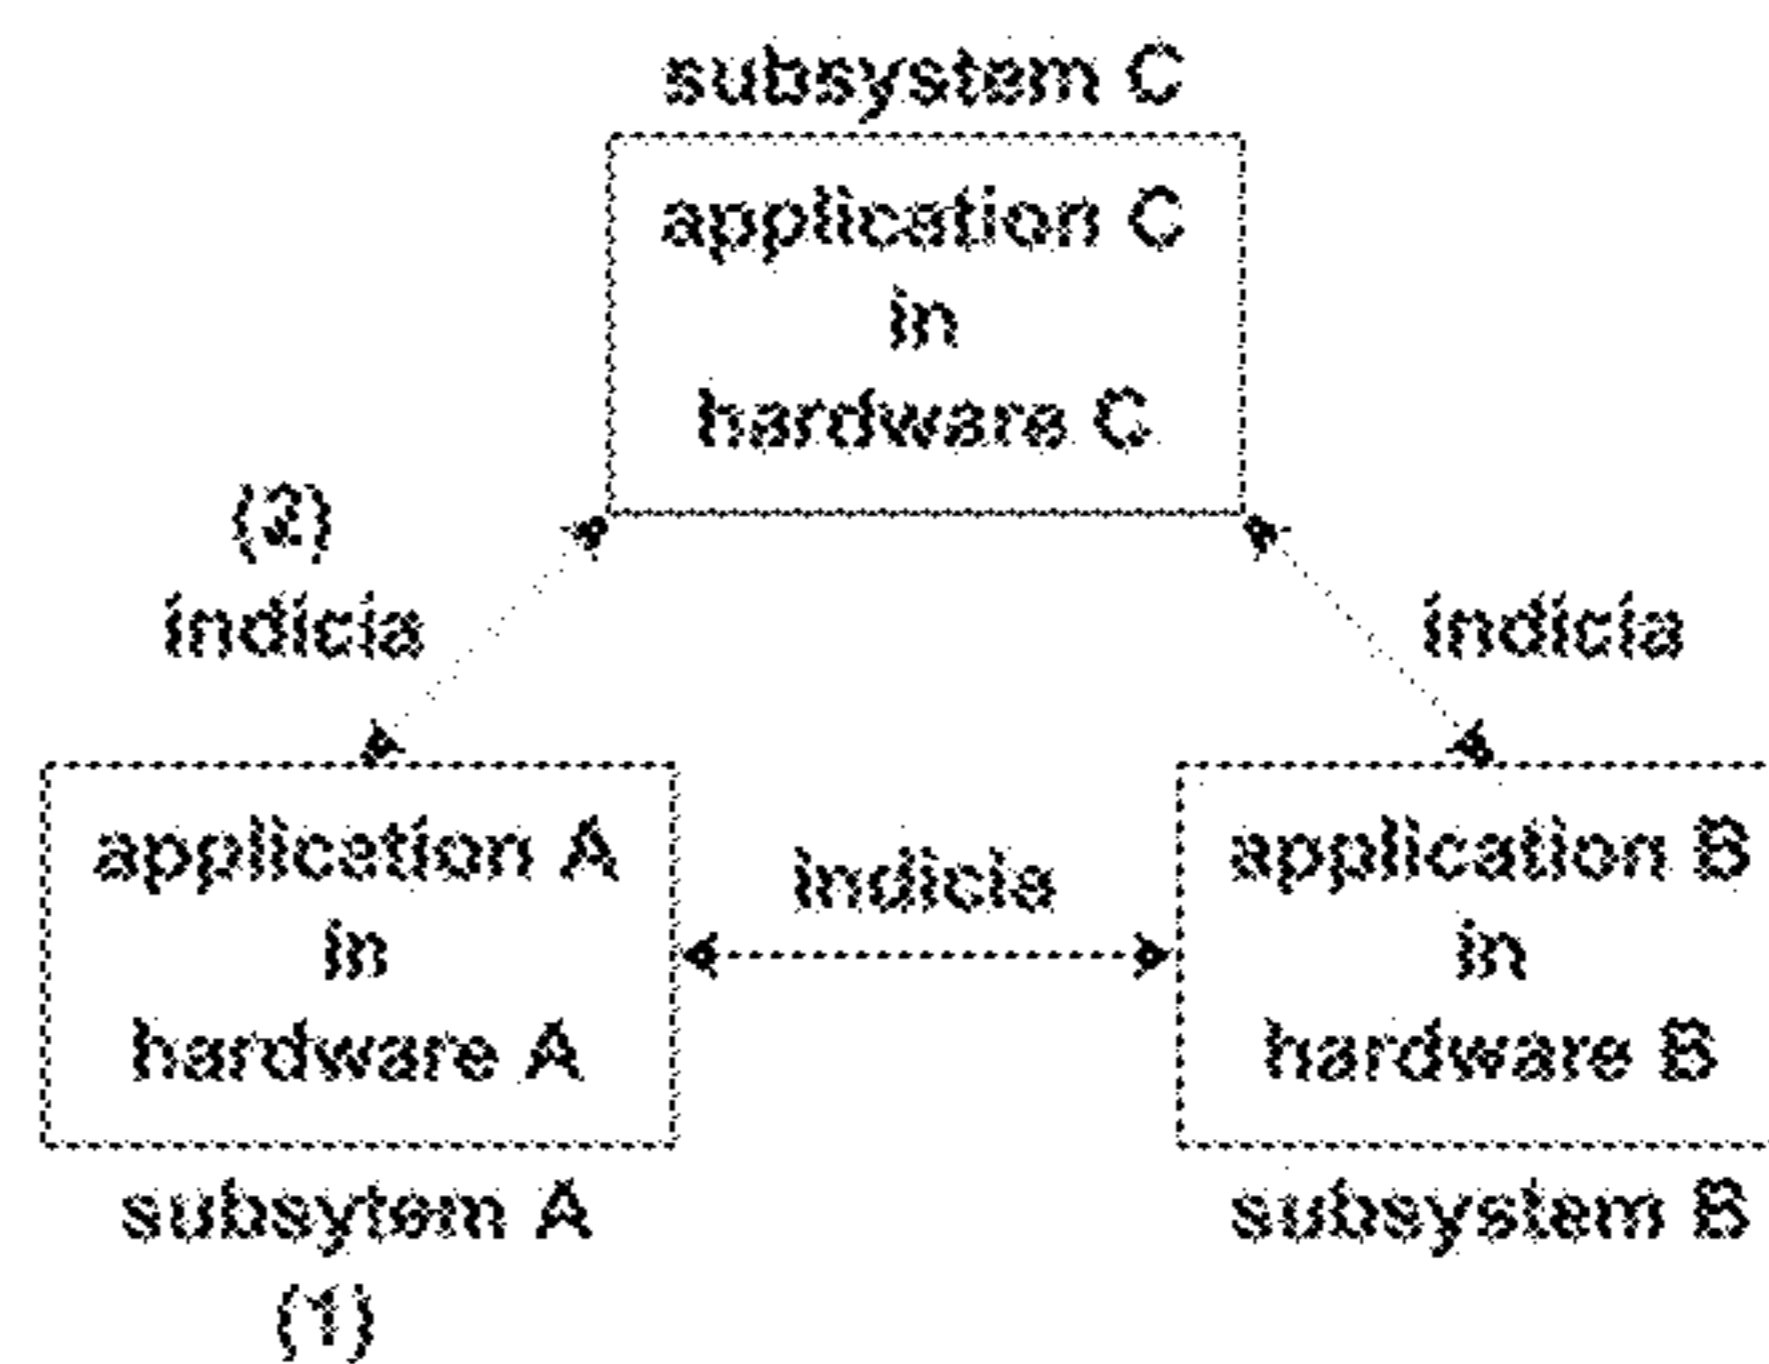 subsystem C
application C
in
hardware C
(2)
indicia
indicia
application A
in
hardware A
indicia
application B
in
hardware B
subsytem A
(1)
subsystem B